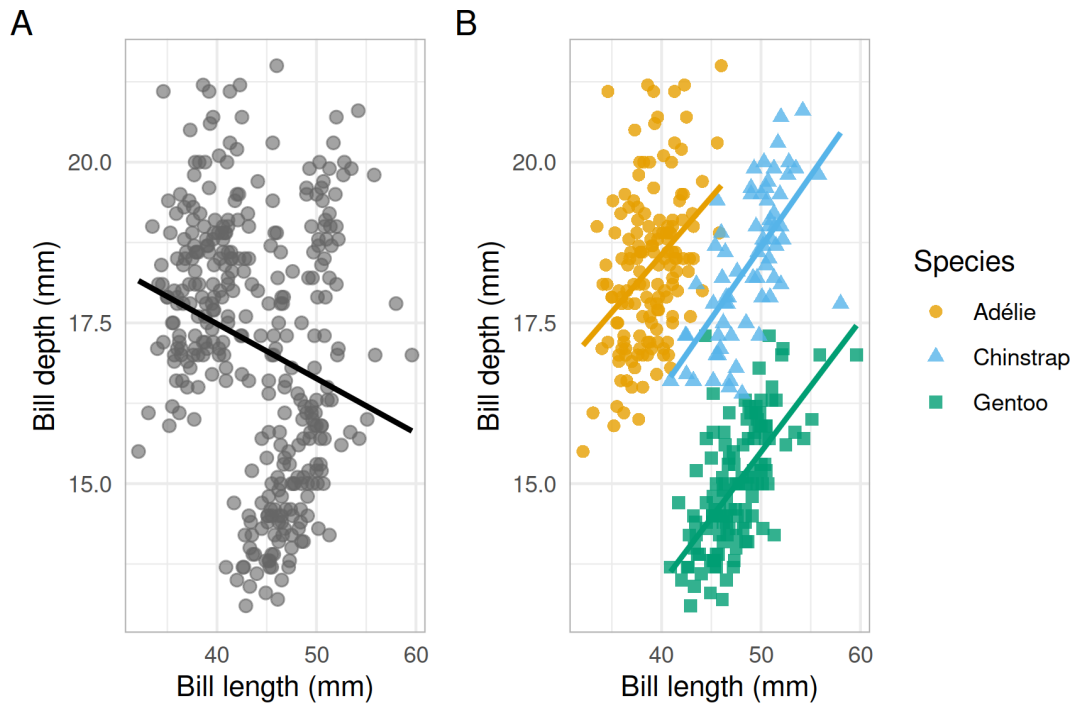 A
B
20.0
17.5
15.0
Bill depth (mm)
40 50 60
Bill length (mm)
20.0
17.5
15.0
Bill depth (mm)
40 50 60
Bill length (mm)
Species
Adélie
Chinstrap
Gentoo